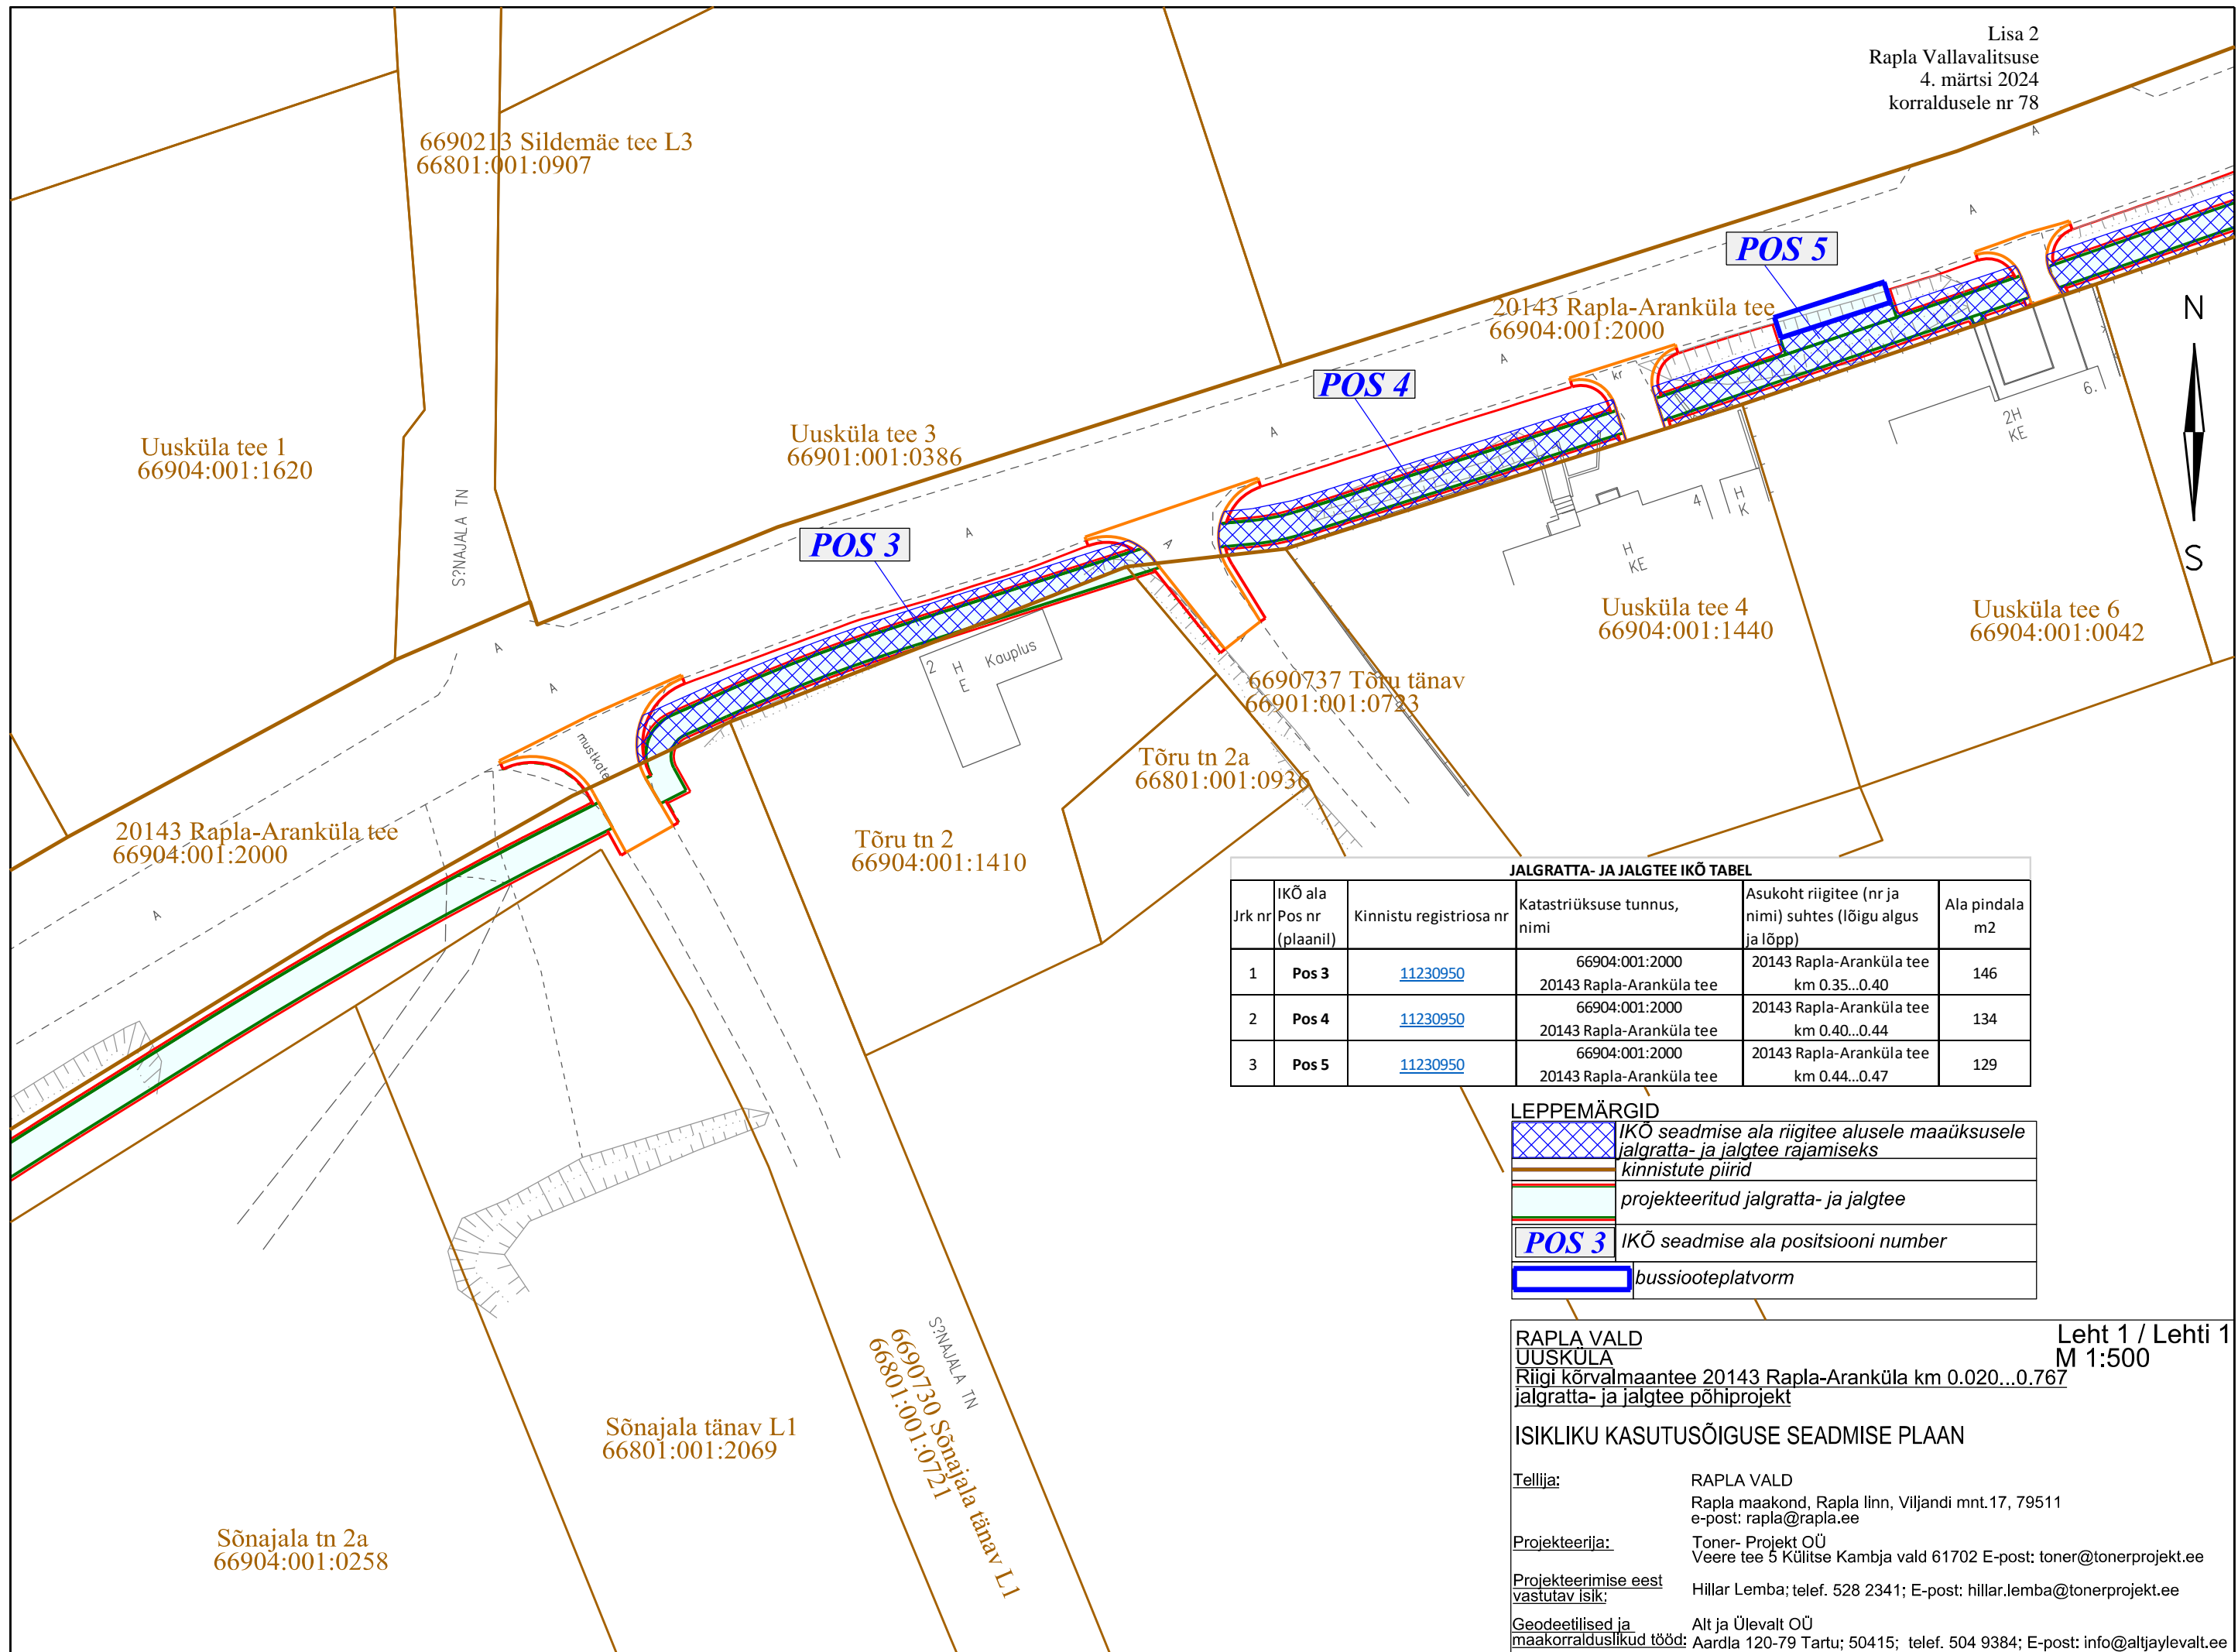 Lisa 2
Rapla Vallavalitsuse
4. märtsi 2024
korraldusele nr 78
6690213 Sildemäe tee L3
66801:001:0907
POS 5
20143 Rapla-Aranküla tee
66904:001:2000
N
S
POS 4
Uusküla tee 1
66904:001:1620
Uusküla tee 3
66901:001:0386
S?NAJALA TN
POS 3
A
A
A
A
A
A
A
A
A
A
kr
2H
KE
6.
4
H
K
H
KE
Uusküla tee 4
66904:001:1440
Uusküla tee 6
66904:001:0042
2
H
E
Kauplus
6690737 Tõru tänav
66901:001:0723
mustkate
Tõru tn 2a
66801:001:0936
20143 Rapla-Aranküla tee
66904:001:2000
Tõru tn 2
66904:001:1410
JALGRATTA- JA JALGTEE IKÕ TABEL
Jrk nr
IKÕ ala
Pos nr
(plaanil)
Kinnistu registriosa nr
Katastriüksuse tunnus,
nimi
Asukoht riigitee (nr ja
nimi) suhtes (lõigu algus
ja lõpp)
Ala pindala
m2
1 Pos 3 11230950
66904:001:2000
20143 Rapla-Aranküla tee
20143 Rapla-Aranküla tee
km 0.35...0.40
146
2 Pos 4 11230950
66904:001:2000
20143 Rapla-Aranküla tee
20143 Rapla-Aranküla tee
km 0.40...0.44
134
3 Pos 5 11230950
66904:001:2000
20143 Rapla-Aranküla tee
20143 Rapla-Aranküla tee
km 0.44...0.47
129
LEPPEMÄRGID
IKÕ seadmise ala riigitee alusele maaüksusele
jalgratta- ja jalgtee rajamiseks
kinnistute piirid
projekteeritud jalgratta- ja jalgtee
POS 3 IKÕ seadmise ala positsiooni number
bussiooteplatvorm
S?NAJALA TN
6690730 Sõnajala tänav L1
66801:001:0721
Sõnajala tänav L1
66801:001:2069
Sõnajala tn 2a
66904:001:0258
RAPLA VALD
UUSKÜLA
Leht 1 / Lehti 1
M 1:500
Riigi kõrvalmaantee 20143 Rapla-Aranküla km 0.020...0.767
jalgratta- ja jalgtee põhiprojekt
ISIKLIKU KASUTUSÕIGUSE SEADMISE PLAAN
Tellija: RAPLA VALD
Rapla maakond, Rapla linn, Viljandi mnt.17, 79511
e-post: rapla@rapla.ee
Projekteerija: Toner- Projekt OÜ
Veere tee 5 Külitse Kambja vald 61702 E-post: toner@tonerprojekt.ee
Projekteerimise eest
vastutav isik: Hillar Lemba; telef. 528 2341; E-post: hillar.lemba@tonerprojekt.ee
Geodeetilised ja
maakorralduslikud tööd:
Alt ja Ülevalt OÜ
Aardla 120-79 Tartu; 50415; telef. 504 9384; E-post: info@altjaylevalt.ee